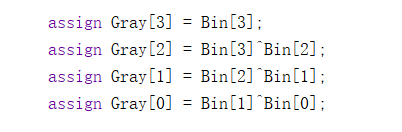 assign Gray[3] = Bin[3];
assign Gray[2] = Bin[3]^Bin[2];
assign Gray[1] = Bin[2]^Bin[1];
assign Gray[0] = Bin[1]^Bin[0];